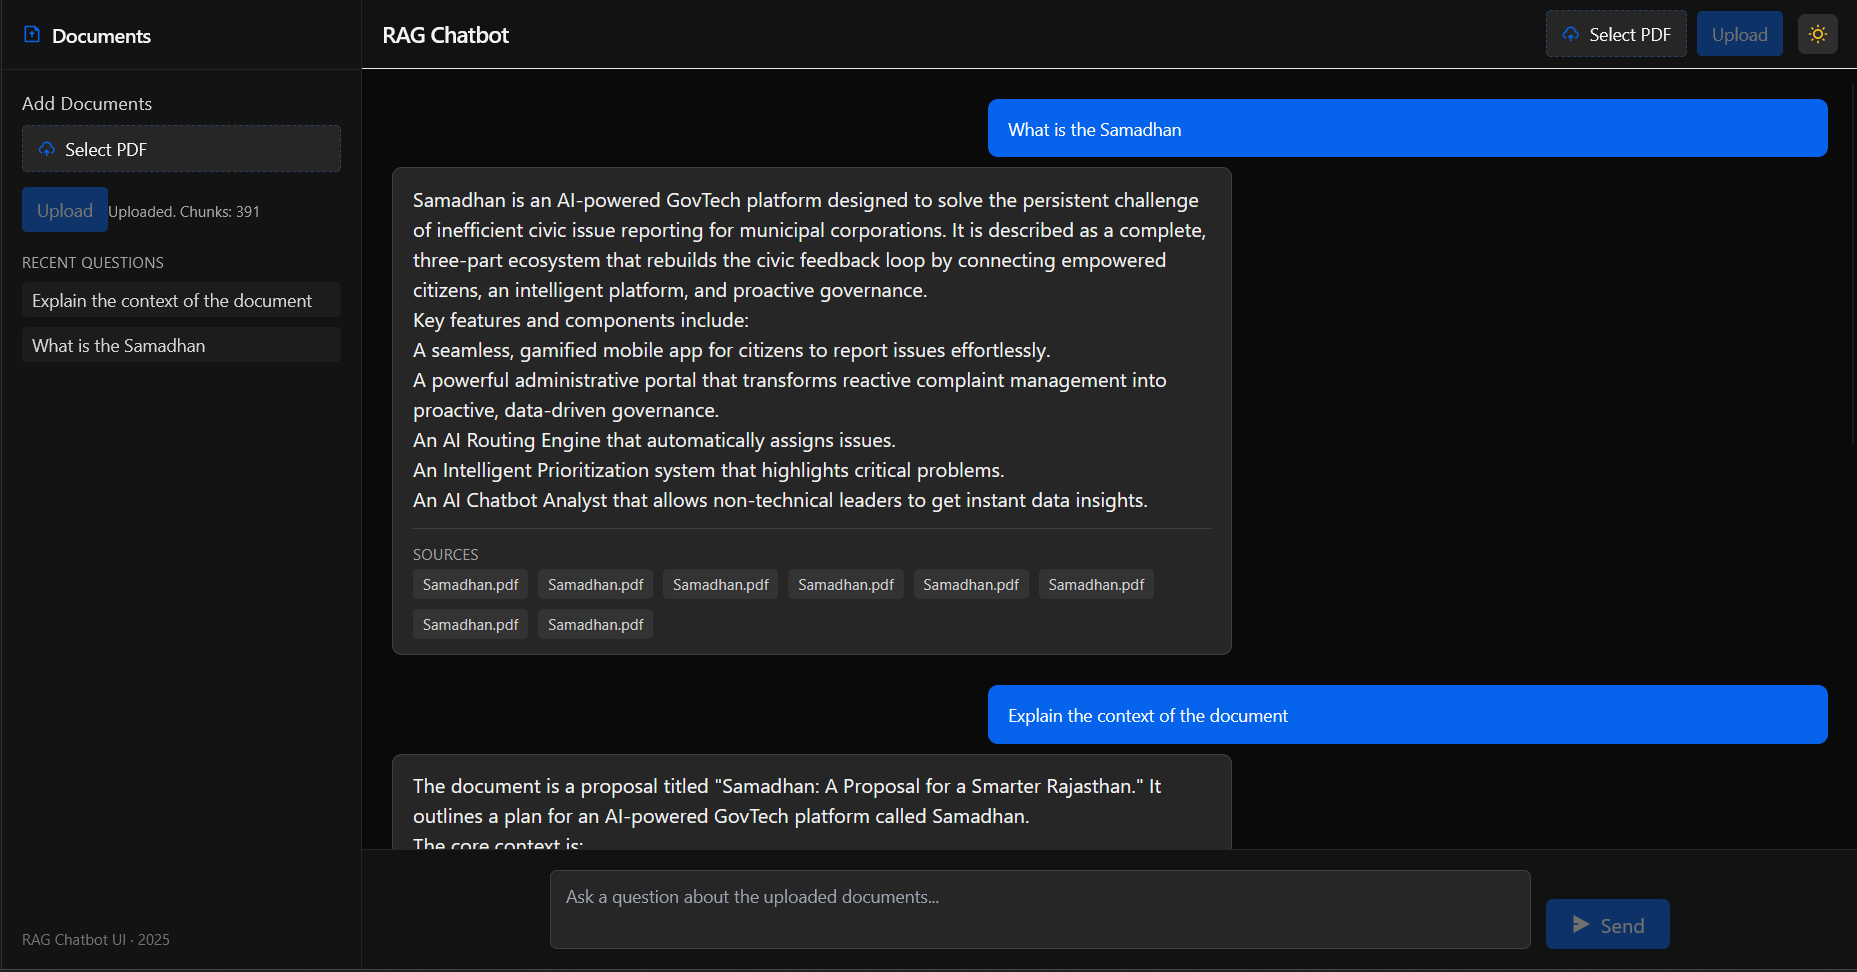 Documents
Add Documents
Select PDF
Upload
Uploaded. Chunks: 391
RECENT QUESTIONS
Explain the context of the document
What is the Samadhan
RAG Chatbot UI · 2025
RAG Chatbot
Select PDF
Upload
What is the Samadhan
Samadhan is an AI-powered GovTech platform designed to solve the persistent challenge
of inefficient civic issue reporting for municipal corporations. It is described as a complete,
three-part ecosystem that rebuilds the civic feedback loop by connecting empowered
citizens, an intelligent platform, and proactive governance.
Key features and components include:
A seamless, gamified mobile app for citizens to report issues effortlessly.
A powerful administrative portal that transforms reactive complaint management into
proactive, data-driven governance.
An AI Routing Engine that automatically assigns issues.
An Intelligent Prioritization system that highlights critical problems.
An AI Chatbot Analyst that allows non-technical leaders to get instant data insights.
SOURCES
Samadhan.pdf Samadhan.pdf Samadhan.pdf Samadhan.pdf Samadhan.pdf Samadhan.pdf
Samadhan.pdf Samadhan.pdf
Explain the context of the document
The document is a proposal titled "Samadhan: A Proposal for a Smarter Rajasthan." It
outlines a plan for an AI-powered GovTech platform called Samadhan.
The core context is:
Ask a question about the uploaded documents...
Send